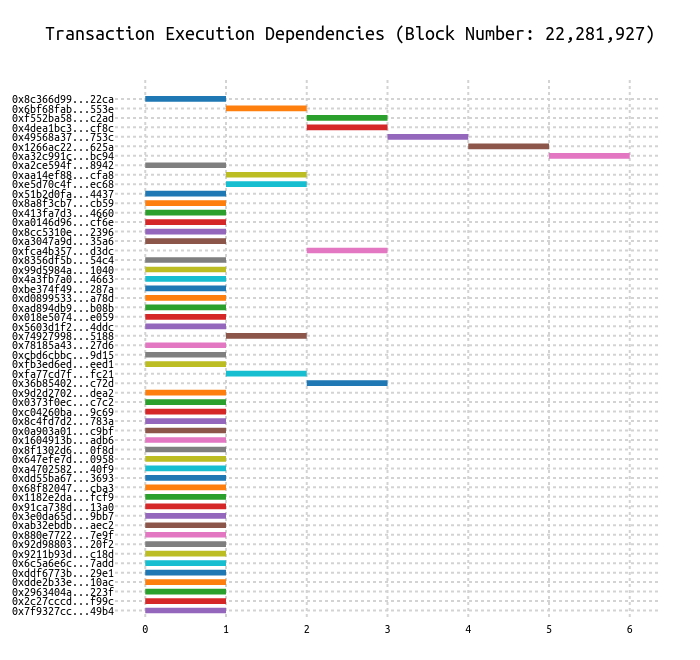 Transaction Execution Dependencies (Block Number: 22,281,927)
0x8c366d99...22ca
0x6bf68fab...553e
0xf552ba58...c2ad
0x4dea1bc3...cf8c
0x49568a37...753c
0x1266ac22...625a
0xa32c991c...bc94
0xa2ce594f...8942
0xaa14ef88...cfa8
0xe5d70c4f...ec68
0x51b2d0fa...4437
0x8a8f3cb7...cb59
0x413fa7d3...4660
0xa0146d96...cf6e
0x8cc5310e...2396
0xa3047a9d...35a6
0xfca4b357...d3dc
0x8356df5b...54c4
0x99d5984a...1040
0x4a3fb7a0...4663
0xbe374f49...287a
0xd0899533...a78d
0xad894db9...b08b
0x018e5074...e059
0x5603d1f2...4ddc
0x74927998...5188
0x78185a43...27d6
0xcbd6cbbc...9d15
0xfb3ed6ed...eed1
0xfa77cd7f...fc21
0x36b85402...c72d
0x9d2d2702...dea2
0x0373f0ec...c7c2
0xc04260ba...9c69
0x8c4fd7d2...783a
0x0a903a01...c9bf
0x1604913b...adb6
0x8f1302d6...0f8d
0x647efe7d...0958
0xa4702582...40f9
0xdd55ba67...3693
0x68f82047...cba3
0x1182e2da...fcf9
0x91ca738d...13a0
0x3e0da65d...9bb7
0xab32ebdb...aec2
0x880e7722...7e9f
0x92d98803...20f2
0x9211b93d...c18d
0x6c5a6e6c...7add
0xddf6773b...29e1
0xdde2b33e...10ac
0x2963404a...223f
0x2c27cccd...f99c
0x7f9327cc...49b4
0 1 2 3 4 5 6